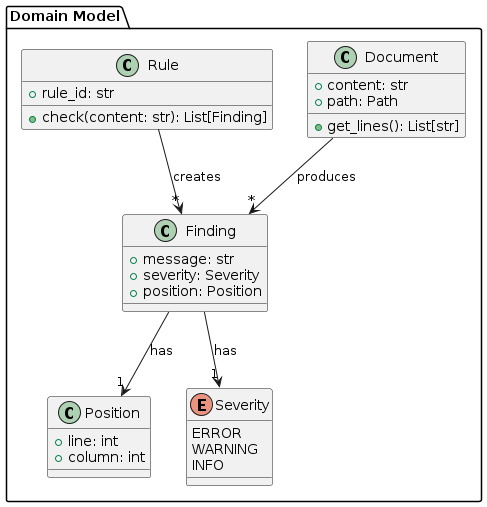 Domain Model
C Rule
+ rule_id: str
+ check(content: str): List[Finding]
C Document
+ content: str
+ path: Path
+ get_lines(): List[str]
creates
produces
*
*
C Finding
+ message: str
+ severity: Severity
+ position: Position
has
has
1
1
C Position
+ line: int
+ column: int
E Severity
ERROR
WARNING
INFO